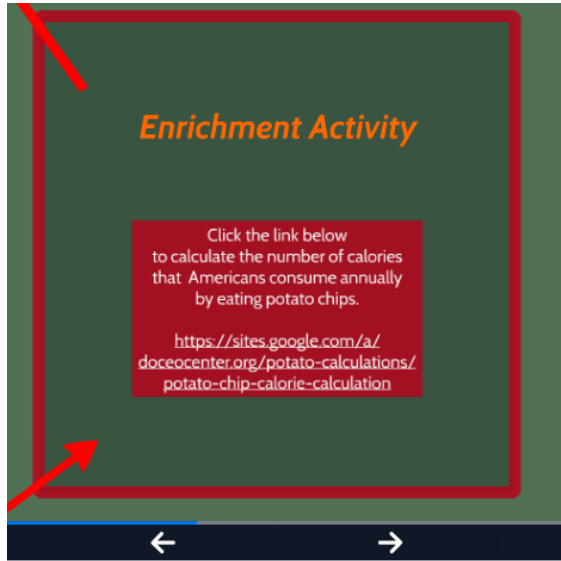 Enrichment Activity
Click the link below
to calculate the number of calories
that Americans consume annually
by eating potato chips.
https://sites.google.com/a/
doceocenter.org/potato-calculations/
potato-chip-calorie-calculation